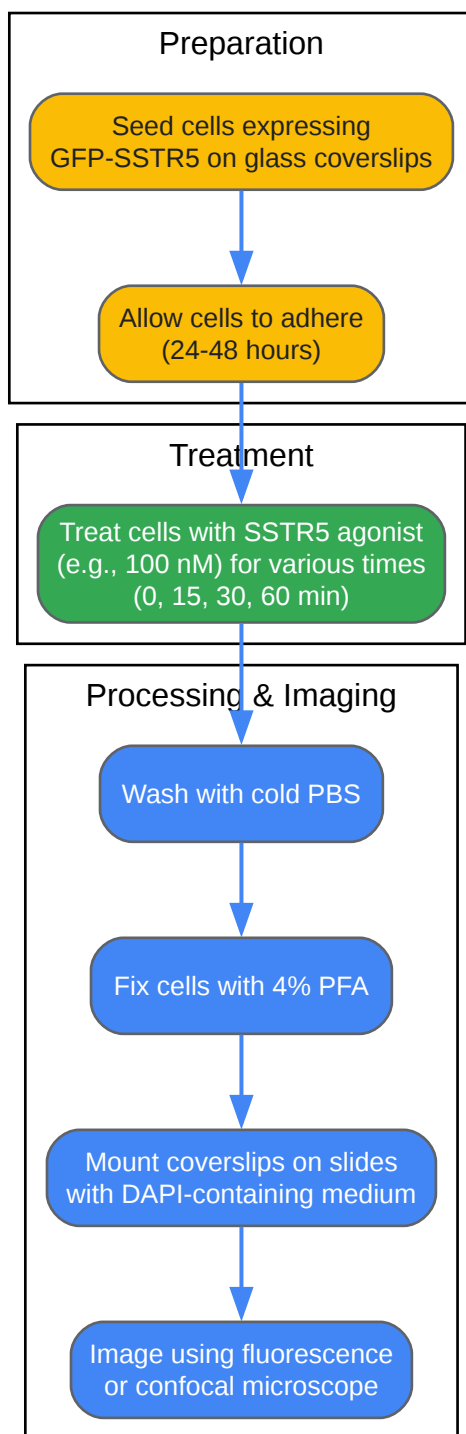 Preparation
Seed cells expressing
GFP-SSTR5 on glass coverslips
Allow cells to adhere
(24-48 hours)
Treatment
Treat cells with SSTR5 agonist
(e.g., 100 nM) for various times
(0, 15, 30, 60 min)
Processing & Imaging
Wash with cold PBS
Fix cells with 4% PFA
Mount coverslips on slides
with DAPI-containing medium
Image using fluorescence
or confocal microscope